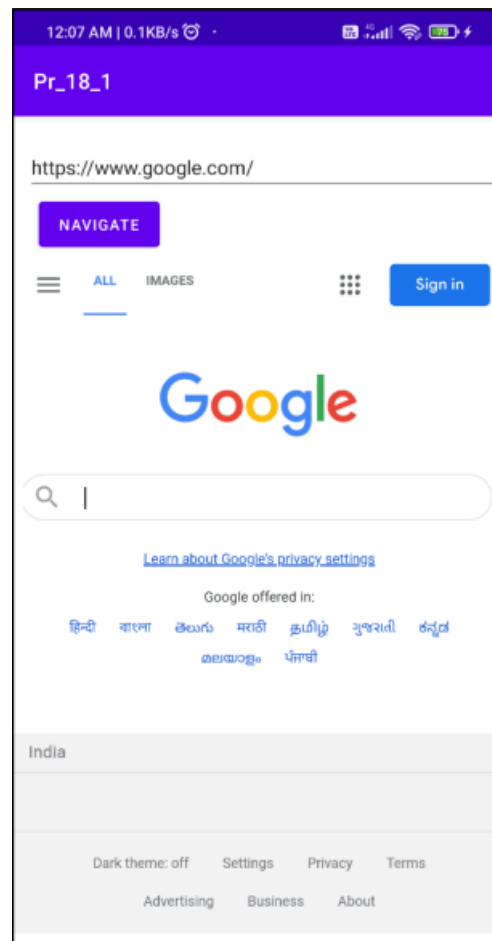 12:07 AM | 0.1KB/s
75
Pr_18_1
https://www.google.com/
NAVIGATE
ALL IMAGES Sign in
Google
Learn about Google's privacy settings
Google offered in:
हिन्दी বাংলা తెలుగు मराठी தமிழ் ગુજરાતી ಕನ್ನಡ
മലയാളം ਪੰਜਾਬੀ
India
Dark theme: off Settings Privacy Terms
Advertising Business About